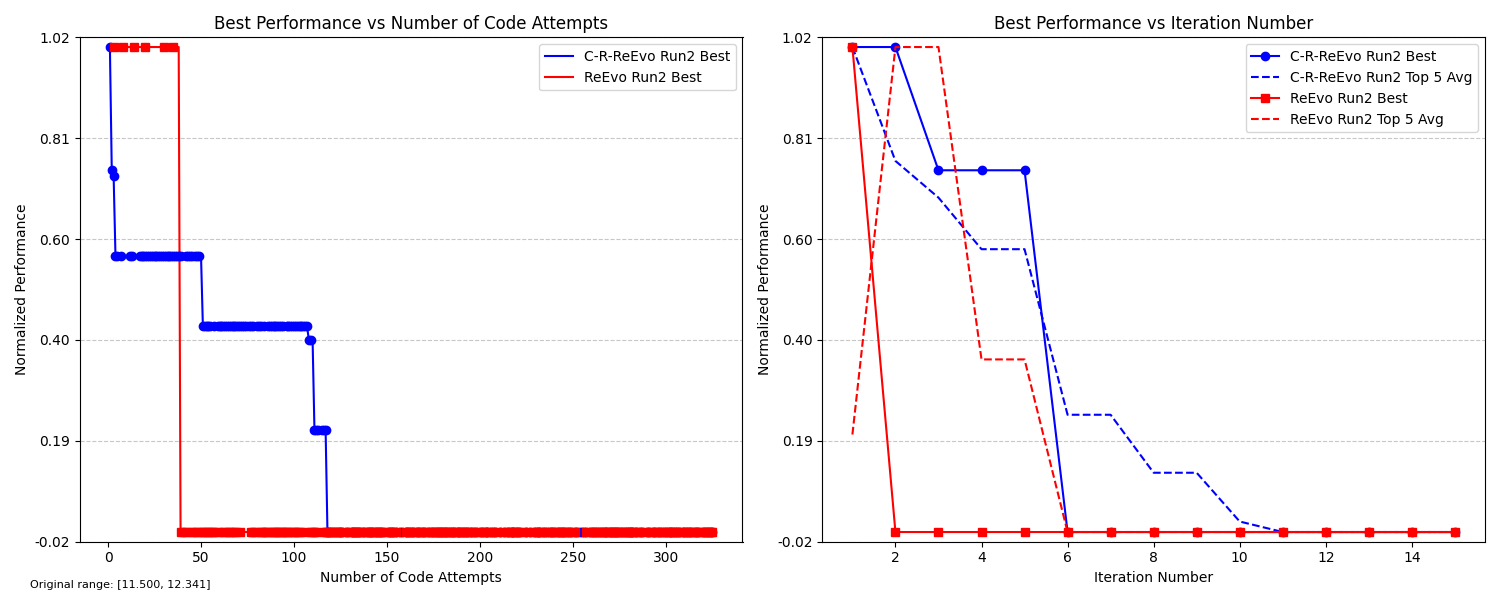 Best Performance vs Number of Code Attempts
1.02
0.81
0.60
0.40
0.19
-0.02
Normalized Performance
C-R-ReEvo Run2 Best
ReEvo Run2 Best
0
50
100
150
200
250
300
Number of Code Attempts
Original range: [11.500, 12.341]
Best Performance vs Iteration Number
1.02
0.81
0.60
0.40
0.19
-0.02
Normalized Performance
C-R-ReEvo Run2 Best
C-R-ReEvo Run2 Top 5 Avg
ReEvo Run2 Best
ReEvo Run2 Top 5 Avg
2
4
6
8
10
12
14
Iteration Number